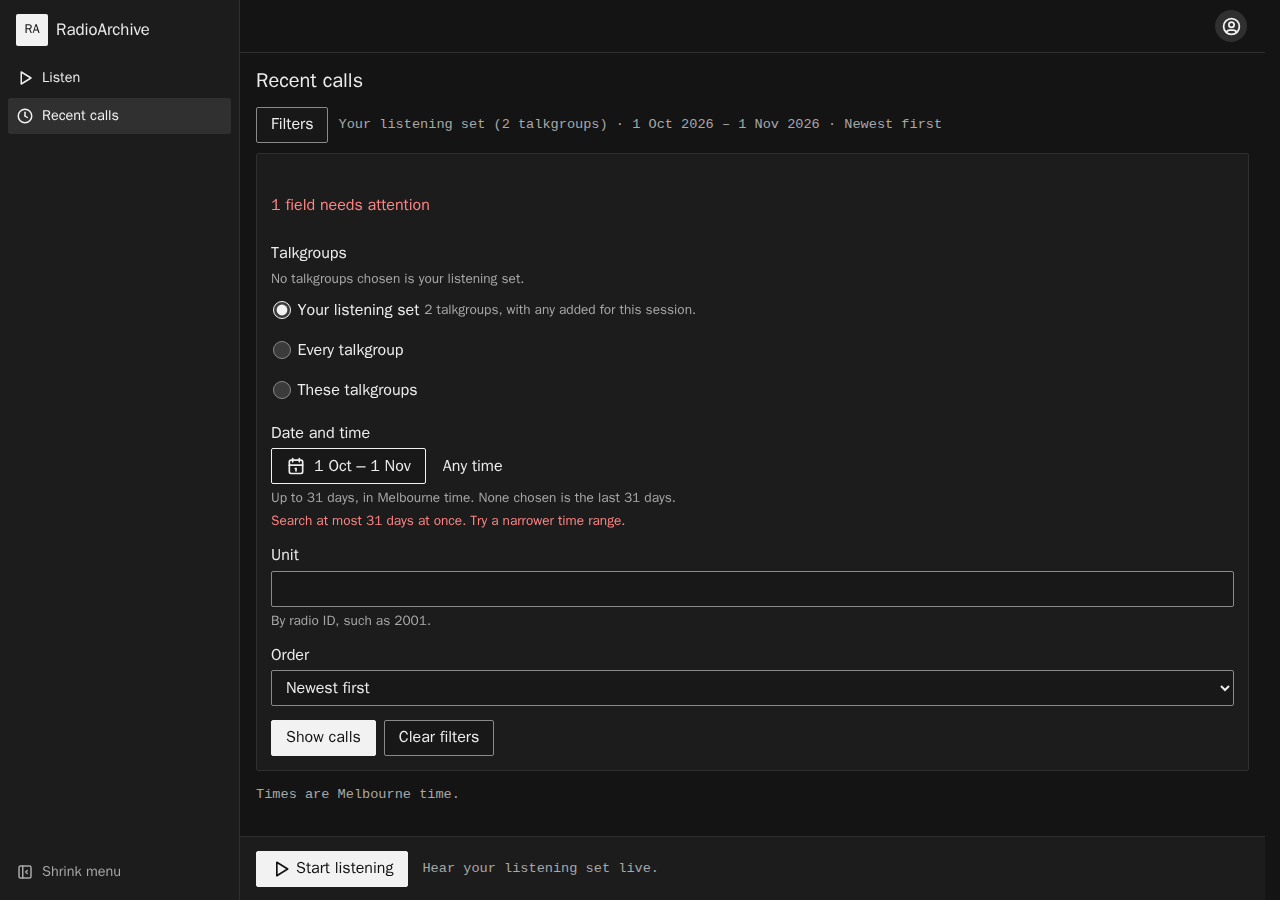 RA RadioArchive
Listen
Recent calls
Shrink menu
Recent calls
Filters Your listening set (2 talkgroups) · 1 Oct 2026 – 1 Nov 2026 · Newest first
1 field needs attention
Talkgroups
No talkgroups chosen is your listening set.
Your listening set 2 talkgroups, with any added for this session.
Every talkgroup
These talkgroups
Date and time
1 Oct – 1 Nov Any time
Up to 31 days, in Melbourne time. None chosen is the last 31 days.
Search at most 31 days at once. Try a narrower time range.
Unit
By radio ID, such as 2001.
Order
Newest first
Show calls Clear filters
Times are Melbourne time.
Start listening Hear your listening set live.